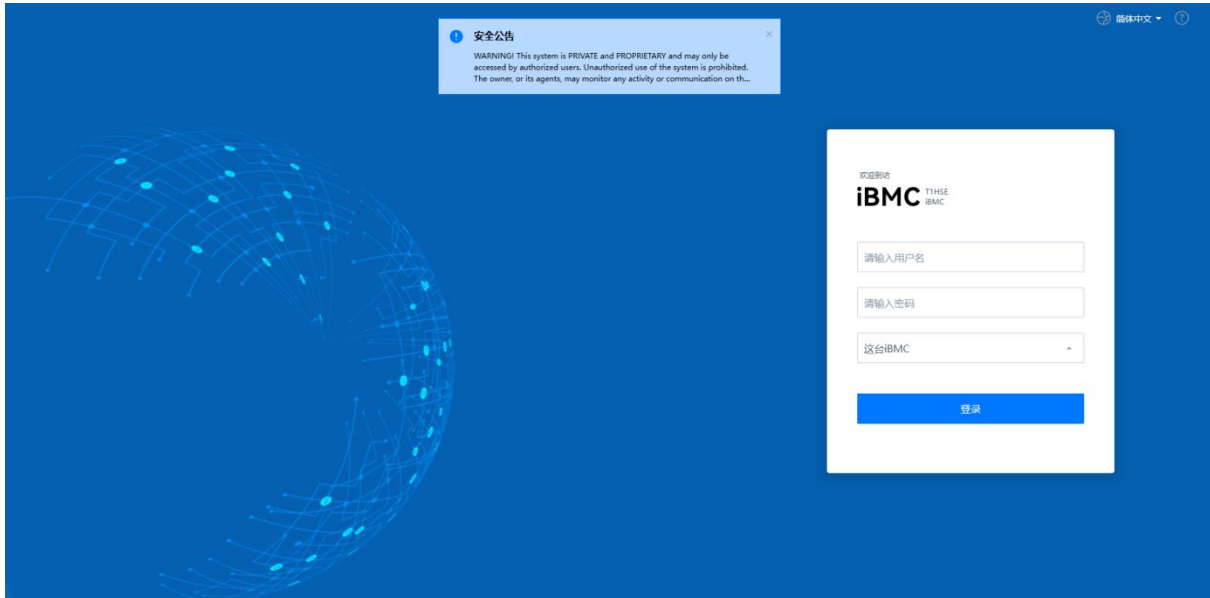 简体中文
安全公告
WARNING! This system is PRIVATE and PROPRIETARY and may only be
accessed by authorized users. Unauthorized use of the system is prohibited.
The owner, or its agents, may monitor any activity or communication on th...
欢迎到访
iBMC T1HSE
iBMC
请输入用户名
请输入密码
这台iBMC
登录